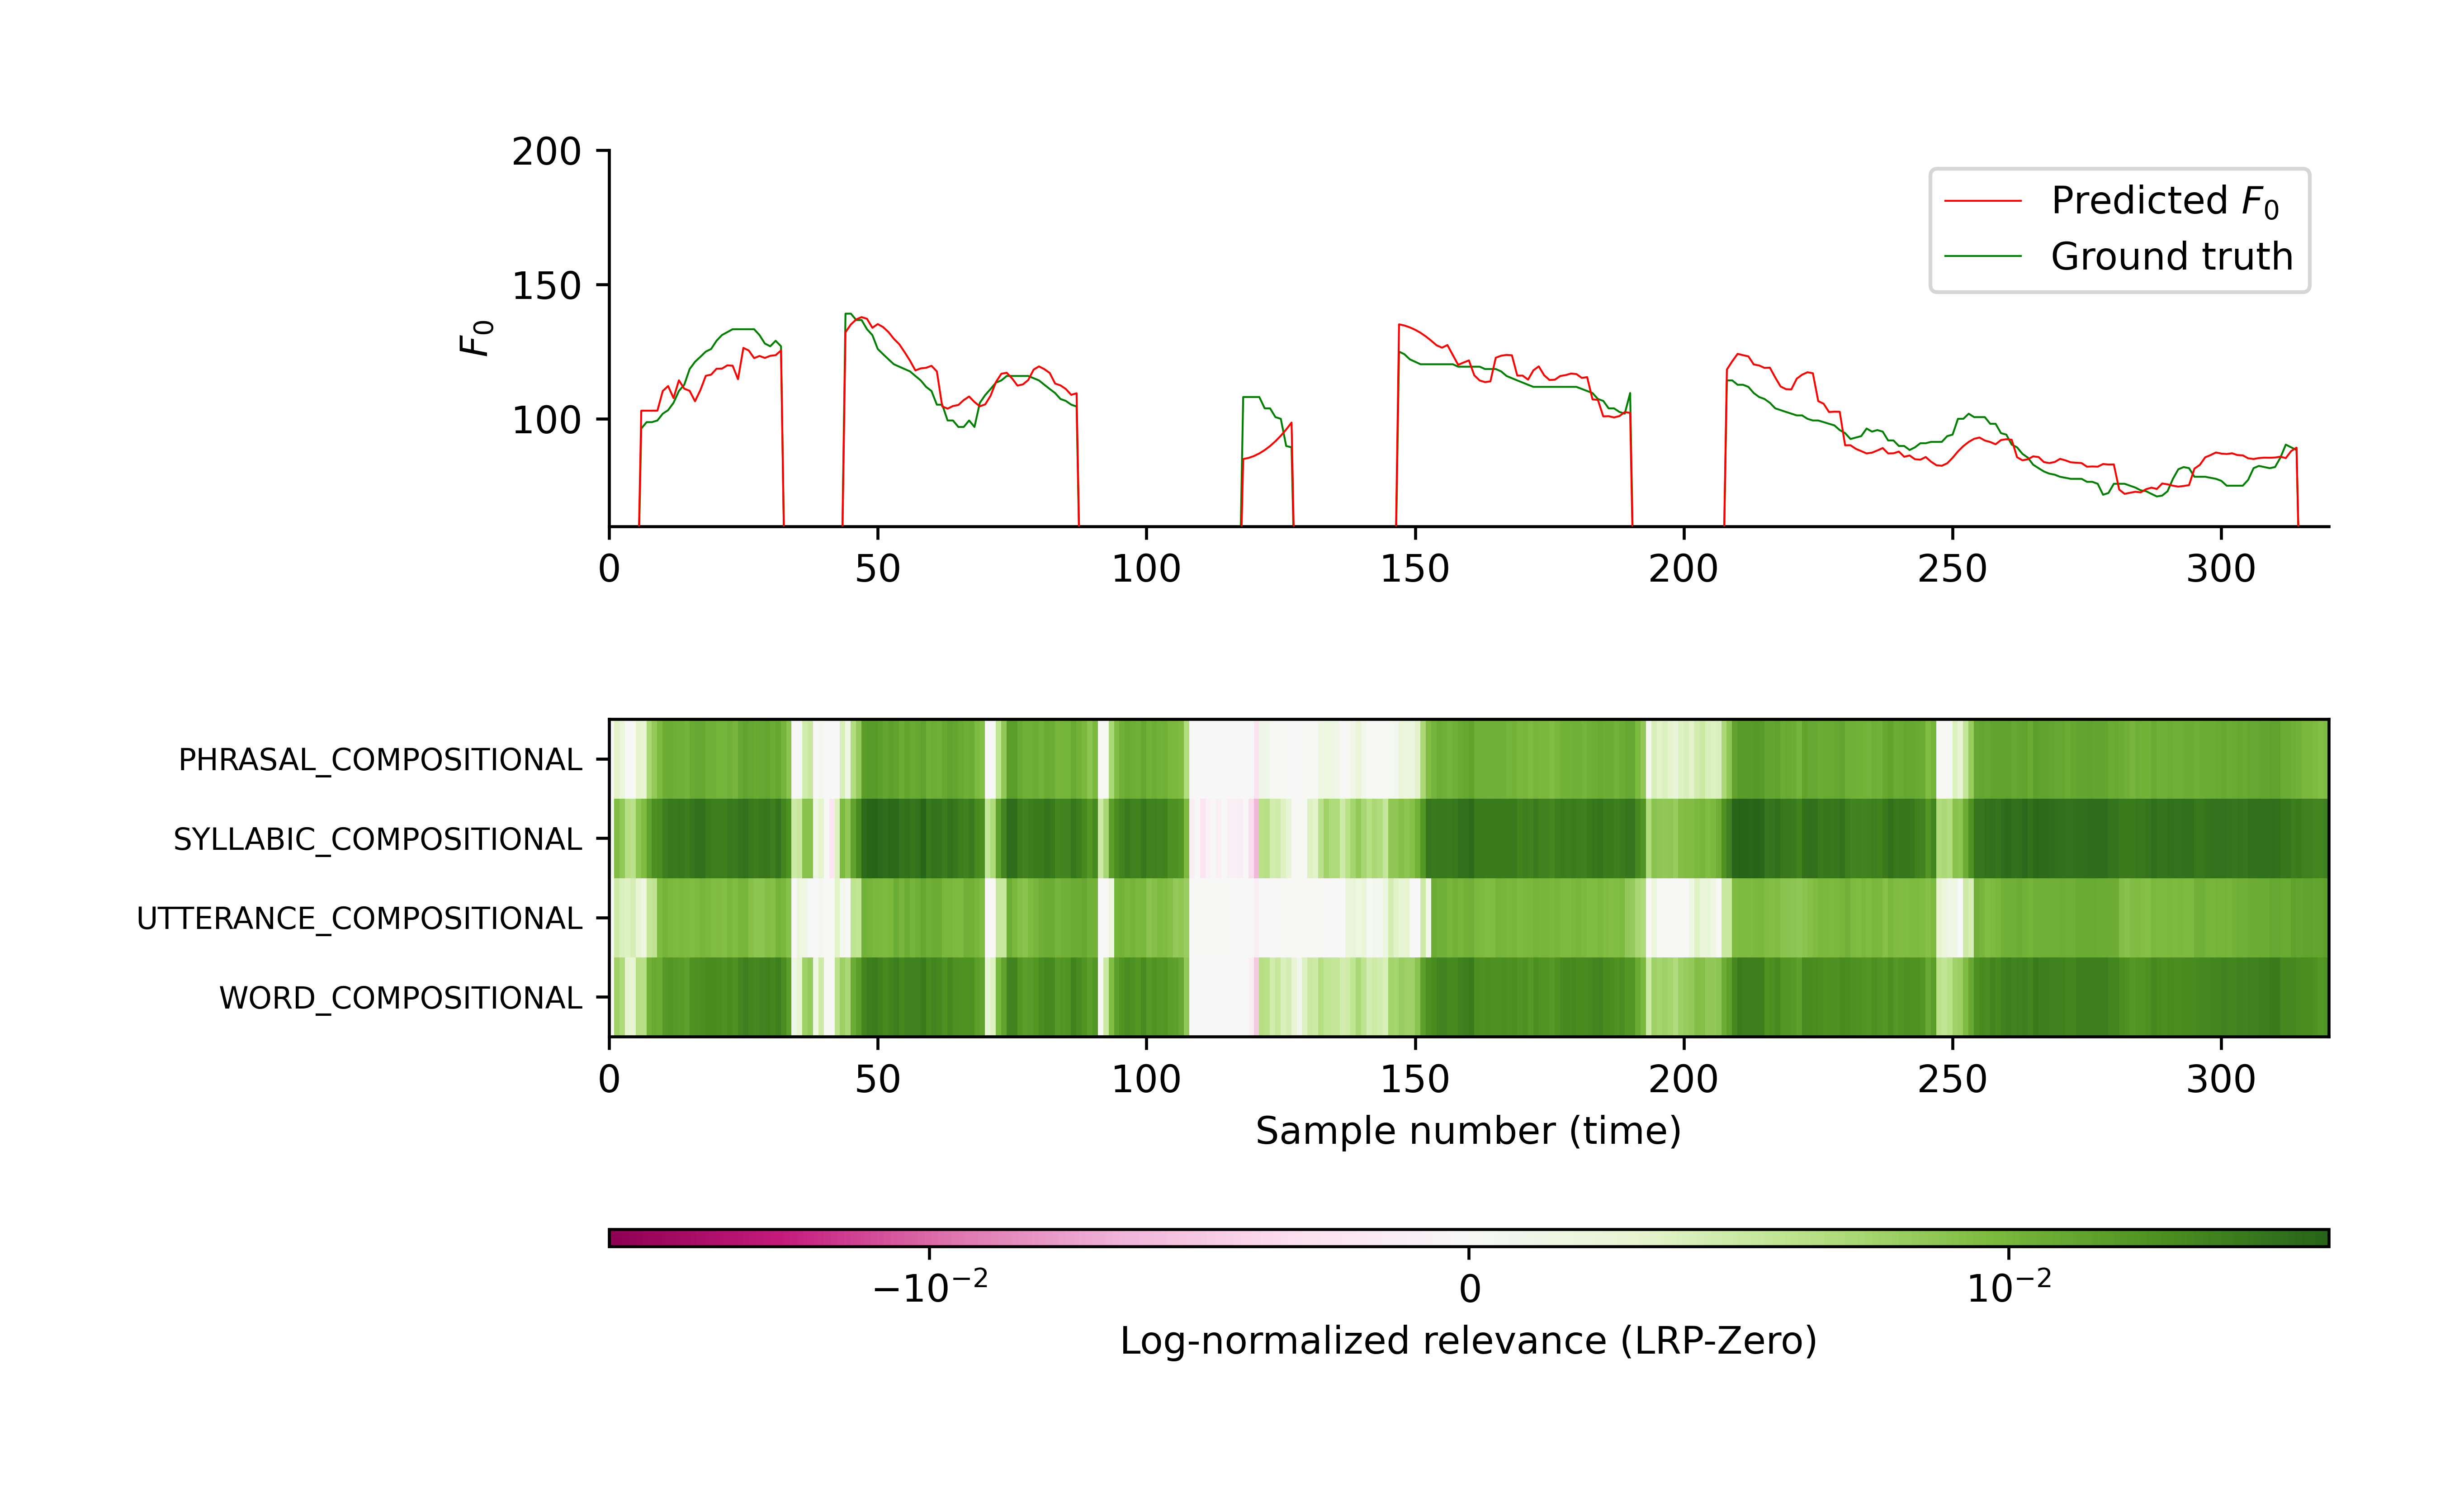 200
150
100
F₀
Predicted F₀
Ground truth
0 50 100 150 200 250 300
PHRASAL_COMPOSITIONAL
SYLLABIC_COMPOSITIONAL
UTTERANCE_COMPOSITIONAL
WORD_COMPOSITIONAL
0 50 100 150 200 250 300
Sample number (time)
−10⁻² 0 10⁻²
Log-normalized relevance (LRP-Zero)